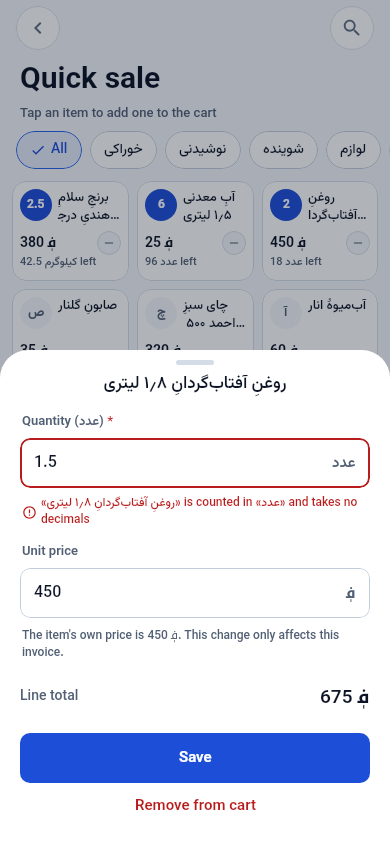 Quick sale
Tap an item to add one to the cart
All
خوراکی
نوشیدنی
شوینده
لوازم
2.5
برنجِ سلامِ
هندیِ درجـ...
380 ؋
42.5 کیلوگرم left
6
آبِ معدنی
۱٫۵ لیتری
25 ؋
96 عدد left
2
روغنِ
آفتاب‌گردا...
450 ؋
18 عدد left
ص
صابونِ گلنار
35 ؋
چ
چای سبزِ
احمد ۵۰۰...
320 ؋
آ
آب‌میوهٔ انار
60 ؋
روغنِ آفتاب‌گردانِ ۱٫۸ لیتری
Quantity (عدد) *
1.5
عدد
«روغنِ آفتاب‌گردانِ ۱٫۸ لیتری» is counted in «عدد» and takes no
decimals
Unit price
450
؋
The item's own price is 450 ؋. This change only affects this
invoice.
Line total
675 ؋
Save
Remove from cart